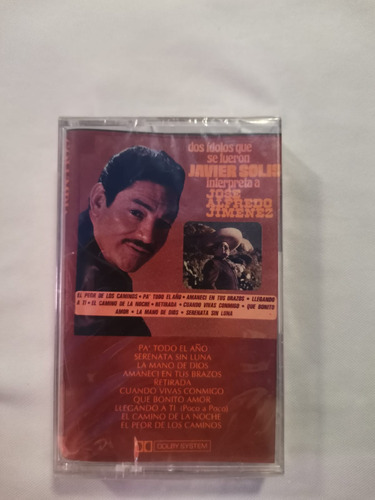 dos ídolos que
se fueron
JAVIER SOLIS
interpreta a
JOSE
ALFREDO
JIMENEZ
EL PEOR DE LOS CAMINOS • PA' TODO EL AÑO • AMANECI EN TUS BRAZOS • LLEGANDO
A TI • EL CAMINO DE LA NOCHE • RETIRADA • CUANDO VIVAS CONMIGO • QUE BONITO
AMOR • LA MANO DE DIOS • SERENATA SIN LUNA
PA' TODO EL AÑO
SERENATA SIN LUNA
LA MANO DE DIOS
AMANECI EN TUS BRAZOS
RETIRADA
CUANDO VIVAS CONMIGO
QUE BONITO AMOR
LLEGANDO A TI (Poco a Poco)
EL CAMINO DE LA NOCHE
EL PEOR DE LOS CAMINOS
DOLBY SYSTEM